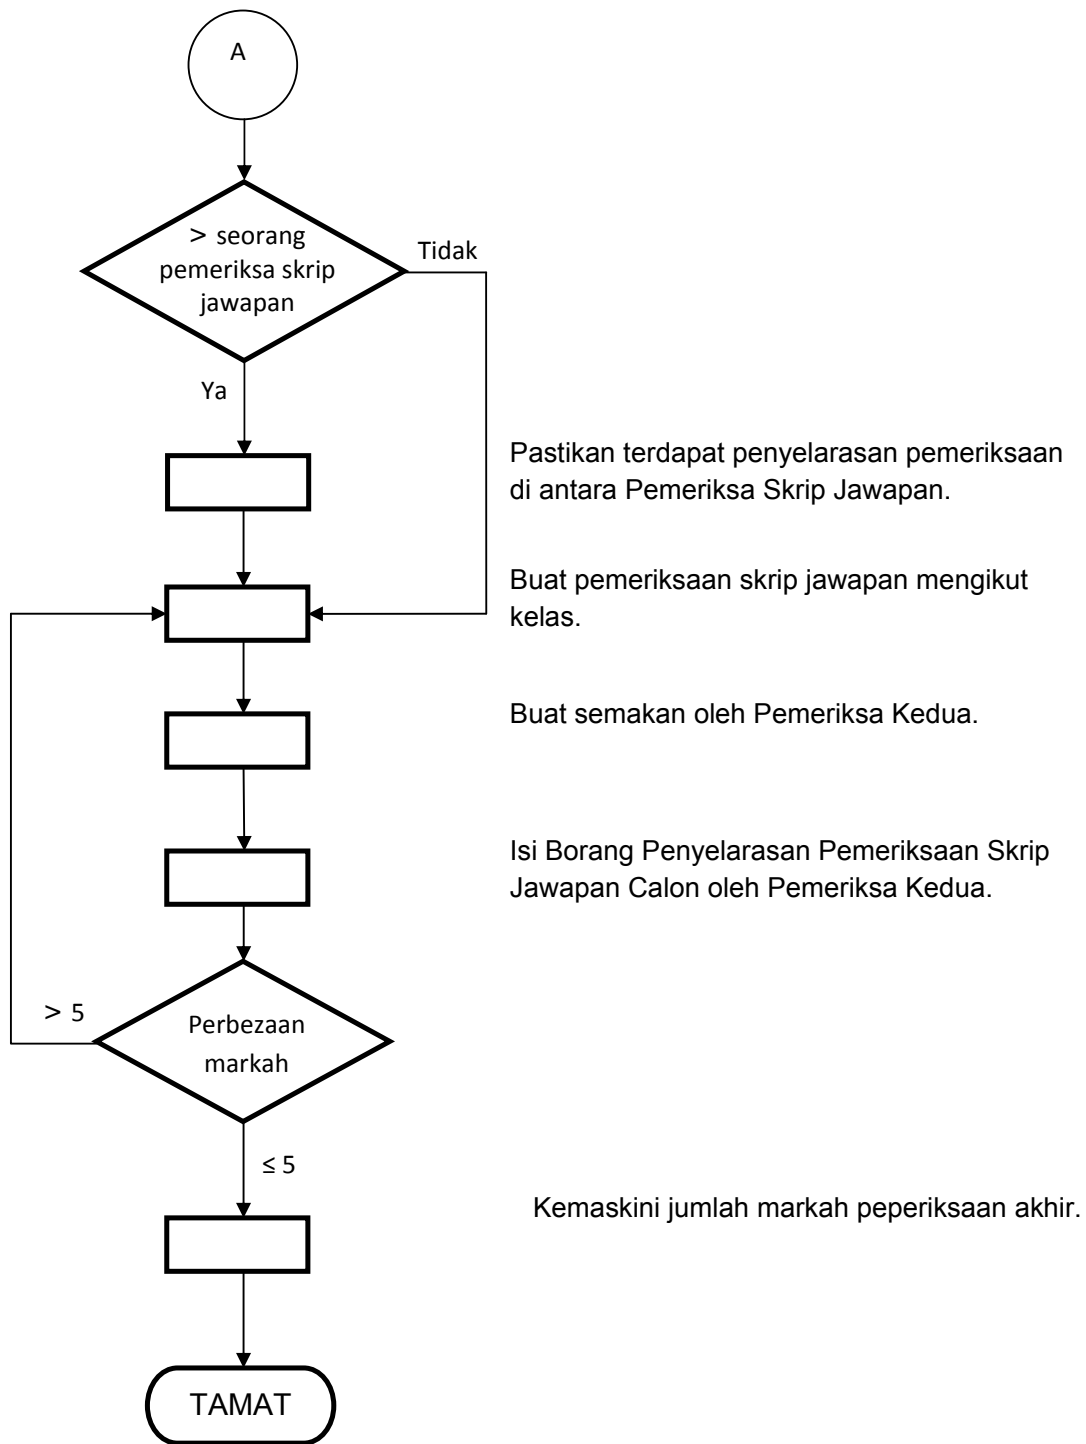 A
> seorang
pemeriksa skrip
jawapan
Tidak
Ya
Pastikan terdapat penyelarasan pemeriksaan
di antara Pemeriksa Skrip Jawapan.
Buat pemeriksaan skrip jawapan mengikut
kelas.
Buat semakan oleh Pemeriksa Kedua.
Isi Borang Penyelarasan Pemeriksaan Skrip
Jawapan Calon oleh Pemeriksa Kedua.
> 5
Perbezaan
markah
≤ 5
Kemaskini jumlah markah peperiksaan akhir.
TAMAT